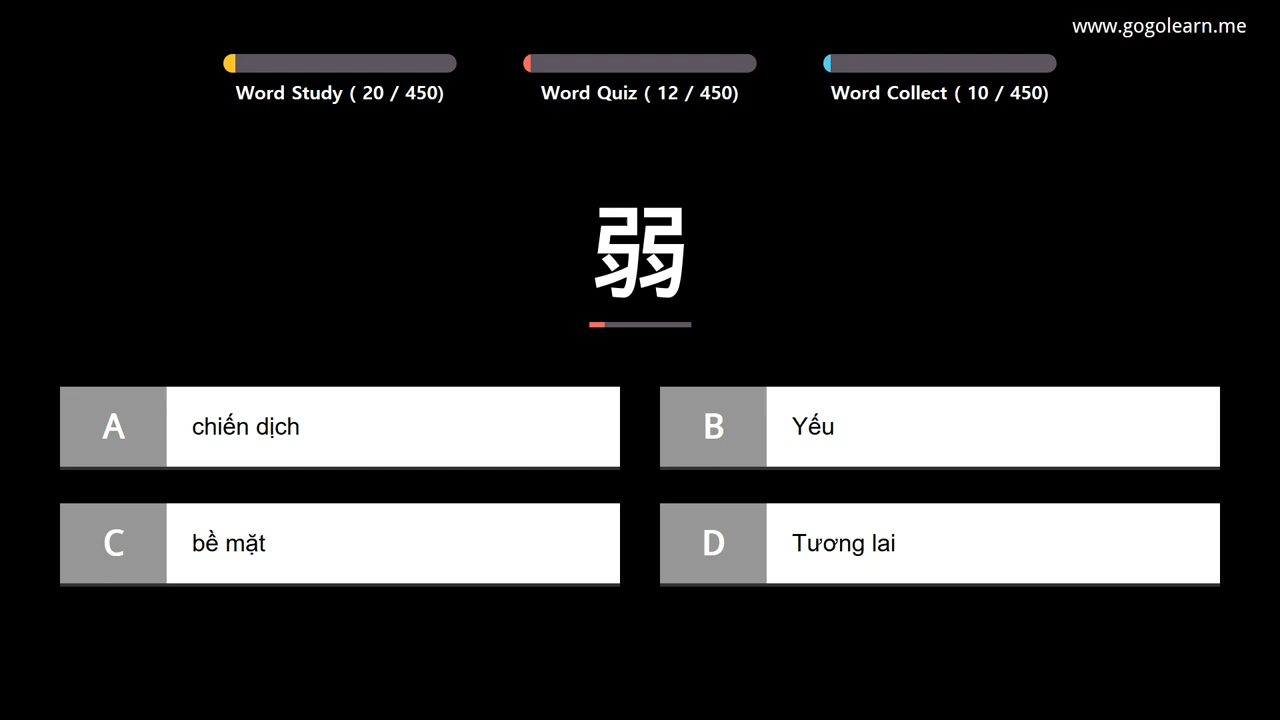 www.gogolearn.me
Word Study ( 20 / 450)
Word Quiz ( 12 / 450)
Word Collect ( 10 / 450)
弱
A chiến dịch
B Yếu
C bề mặt
D Tương lai